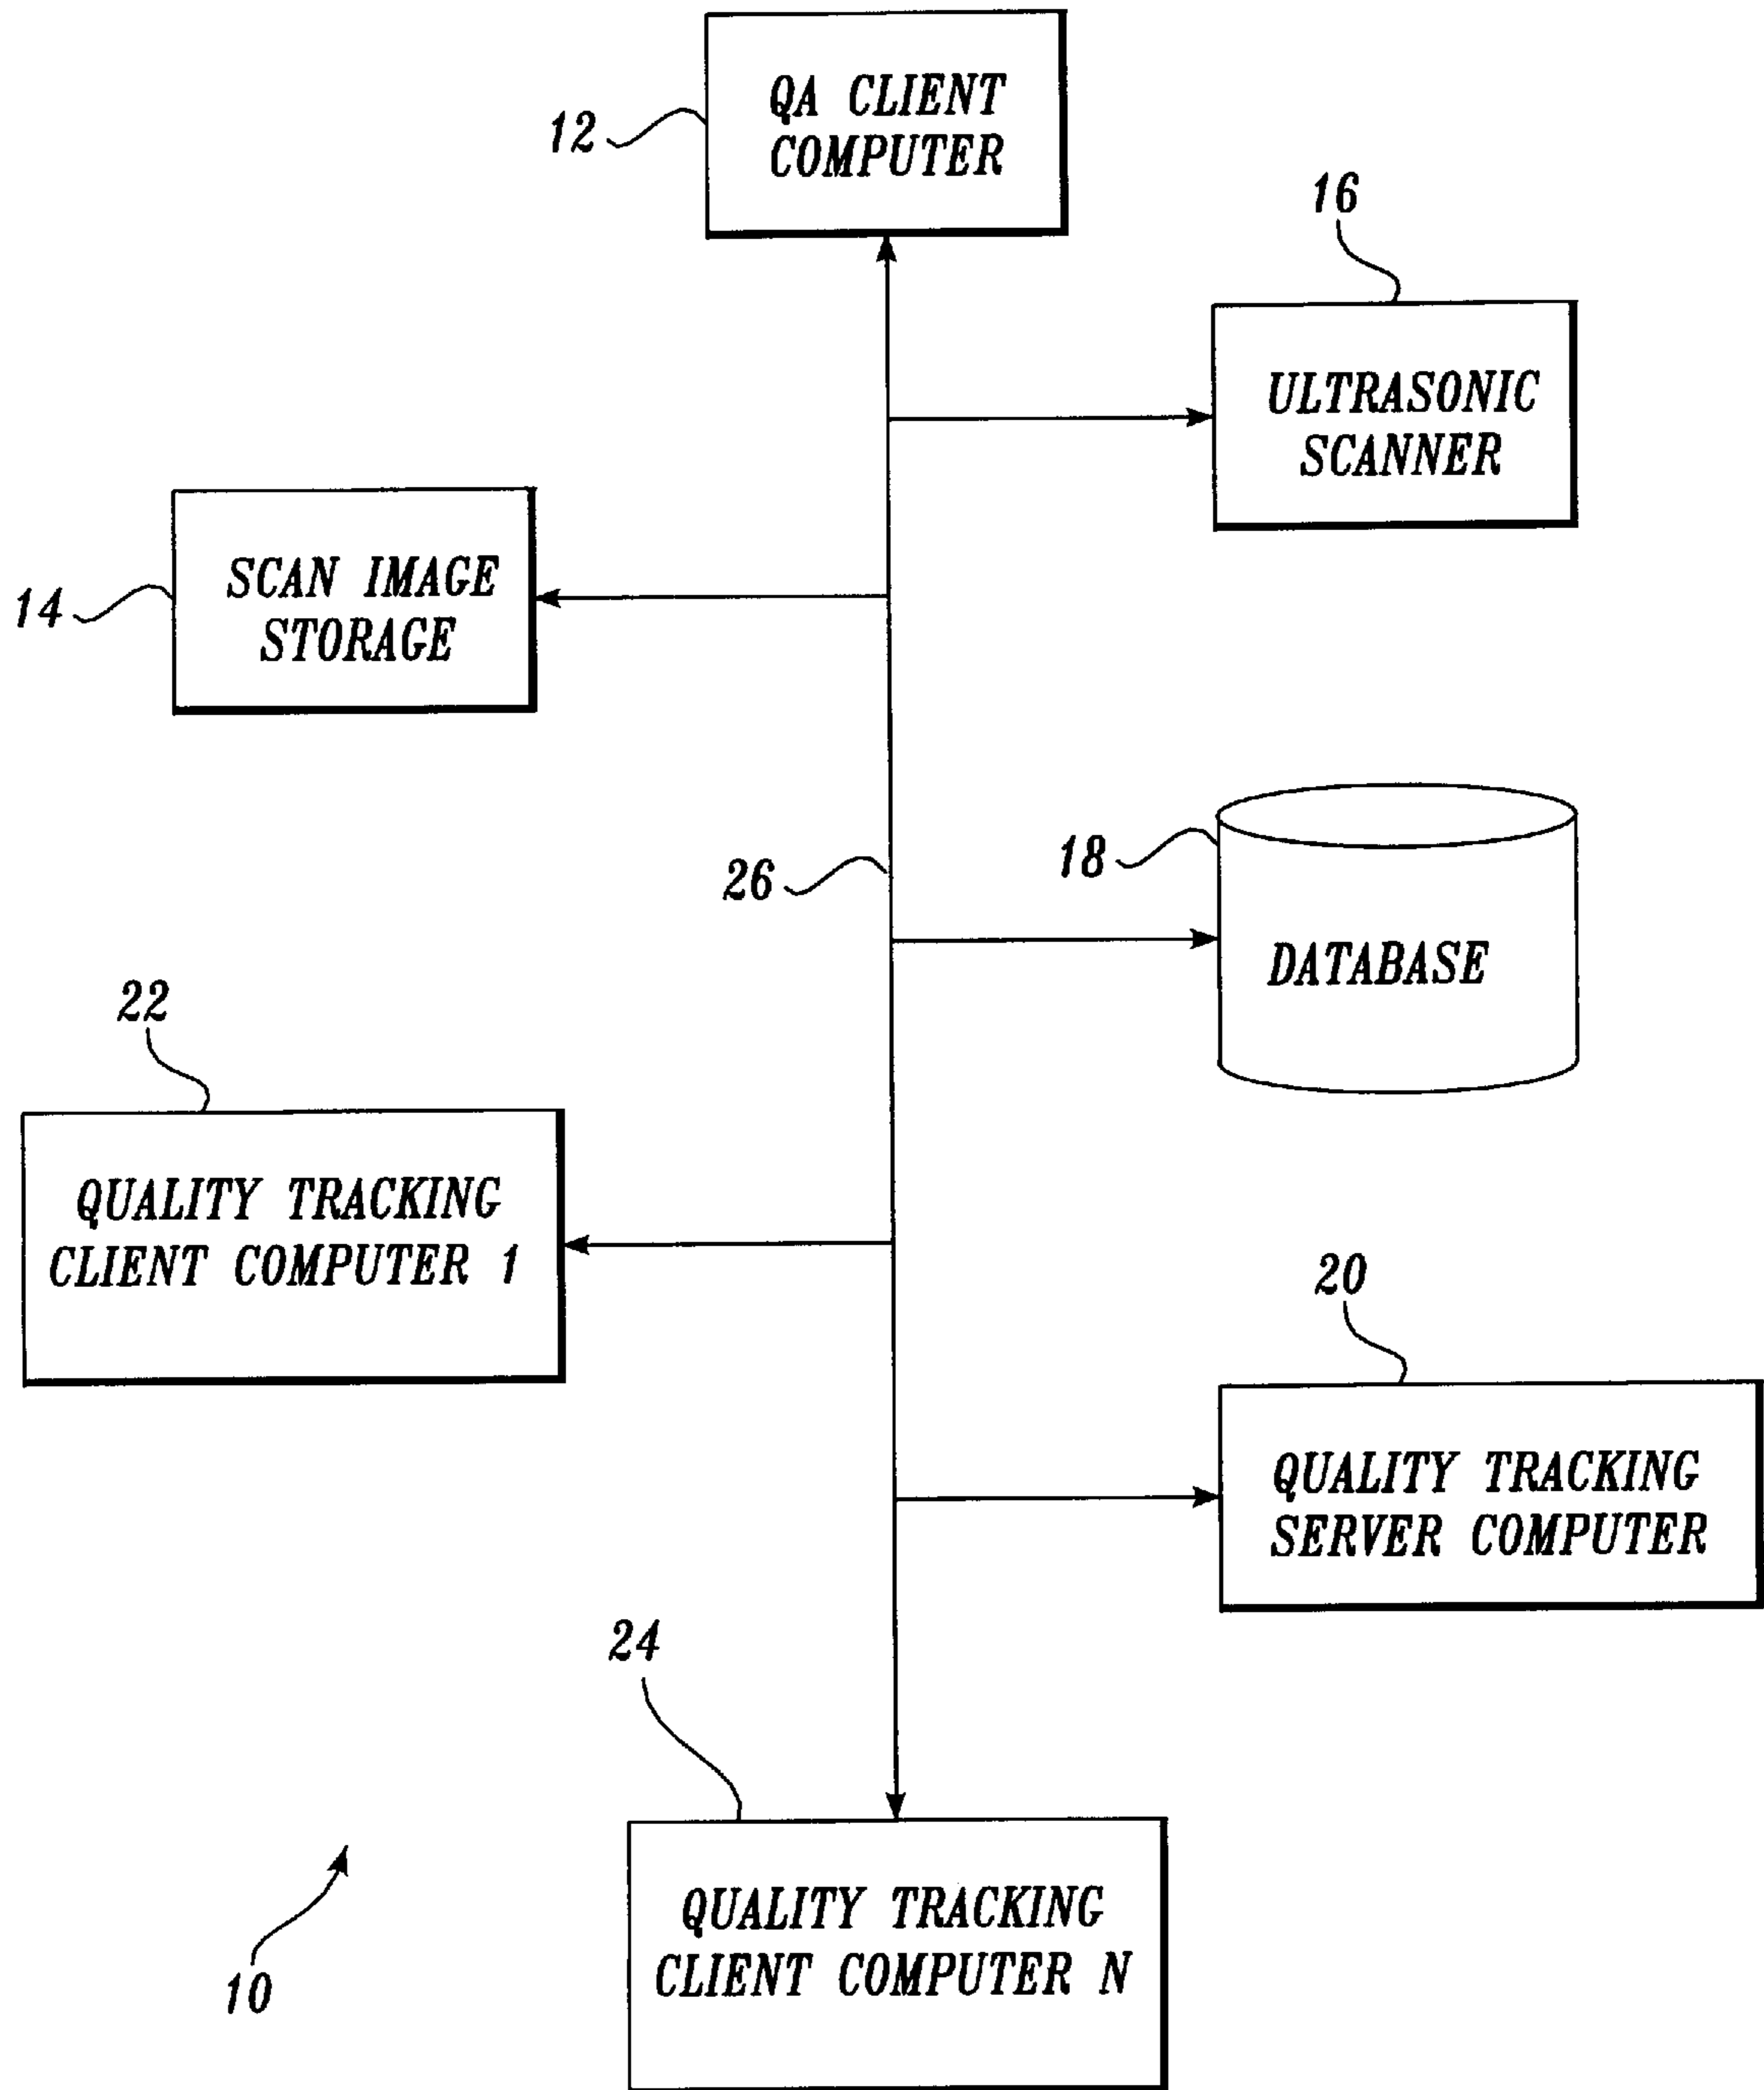 QA CLIENT
COMPUTER
12
16
ULTRASONIC
SCANNER
SCAN IMAGE
STORAGE
14
26
18
DATABASE
22
QUALITY TRACKING
CLIENT COMPUTER 1
20
QUALITY TRACKING
SERVER COMPUTER
24
QUALITY TRACKING
CLIENT COMPUTER N
10